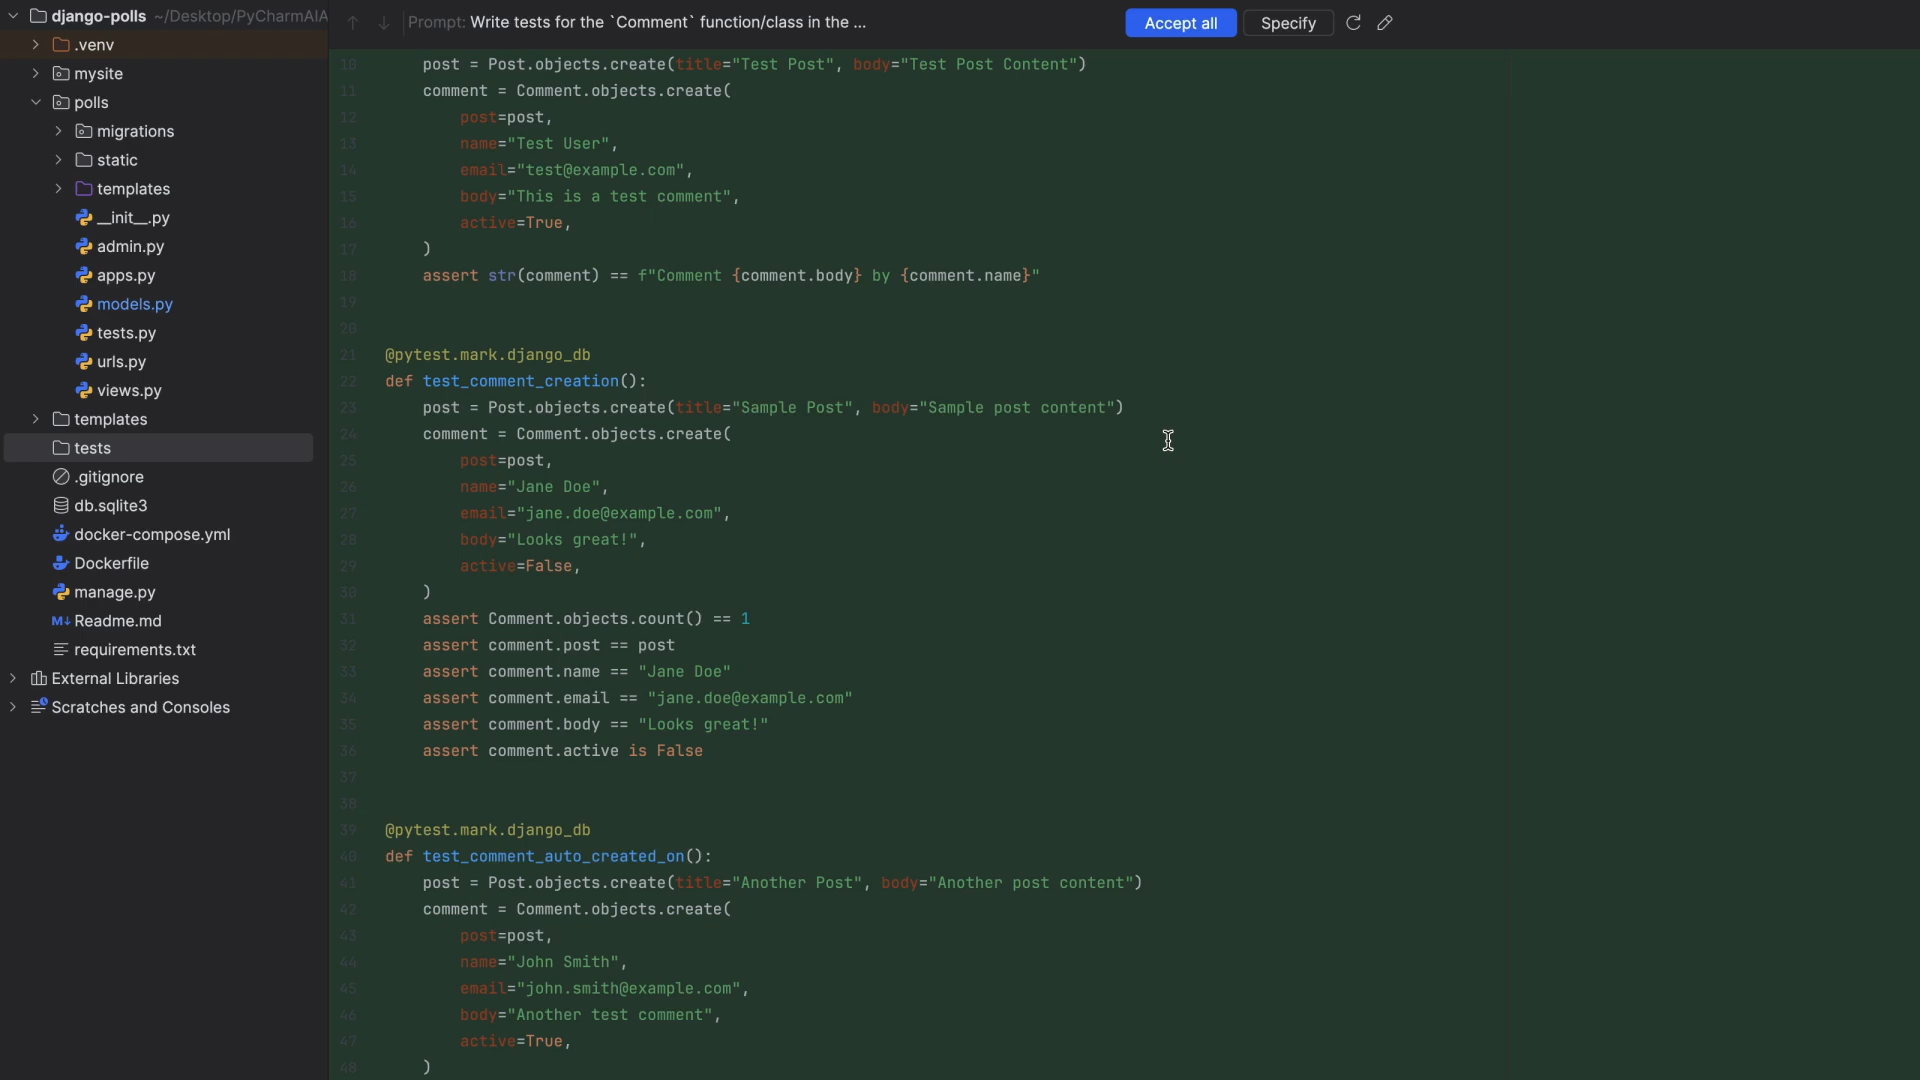 django-polls ~/Desktop/PyCharmAIA
.venv
mysite
polls
migrations
static
templates
__init__.py
admin.py
apps.py
models.py
tests.py
urls.py
views.py
templates
tests
.gitignore
db.sqlite3
docker-compose.yml
Dockerfile
manage.py
M↓ Readme.md
requirements.txt
External Libraries
Scratches and Consoles
Prompt: Write tests for the `Comment` function/class in the ...
Accept all
Specify
10 post = Post.objects.create(title="Test Post", body="Test Post Content")
11 comment = Comment.objects.create(
12 post=post,
13 name="Test User",
14 email="test@example.com",
15 body="This is a test comment",
16 active=True,
17 )
18 assert str(comment) == f"Comment {comment.body} by {comment.name}"
19
20
21 @pytest.mark.django_db
22 def test_comment_creation():
23 post = Post.objects.create(title="Sample Post", body="Sample post content")
24 comment = Comment.objects.create(
25 post=post,
26 name="Jane Doe",
27 email="jane.doe@example.com",
28 body="Looks great!",
29 active=False,
30 )
31 assert Comment.objects.count() == 1
32 assert comment.post == post
33 assert comment.name == "Jane Doe"
34 assert comment.email == "jane.doe@example.com"
35 assert comment.body == "Looks great!"
36 assert comment.active is False
37
38
39 @pytest.mark.django_db
40 def test_comment_auto_created_on():
41 post = Post.objects.create(title="Another Post", body="Another post content")
42 comment = Comment.objects.create(
43 post=post,
44 name="John Smith",
45 email="john.smith@example.com",
46 body="Another test comment",
47 active=True,
48 )